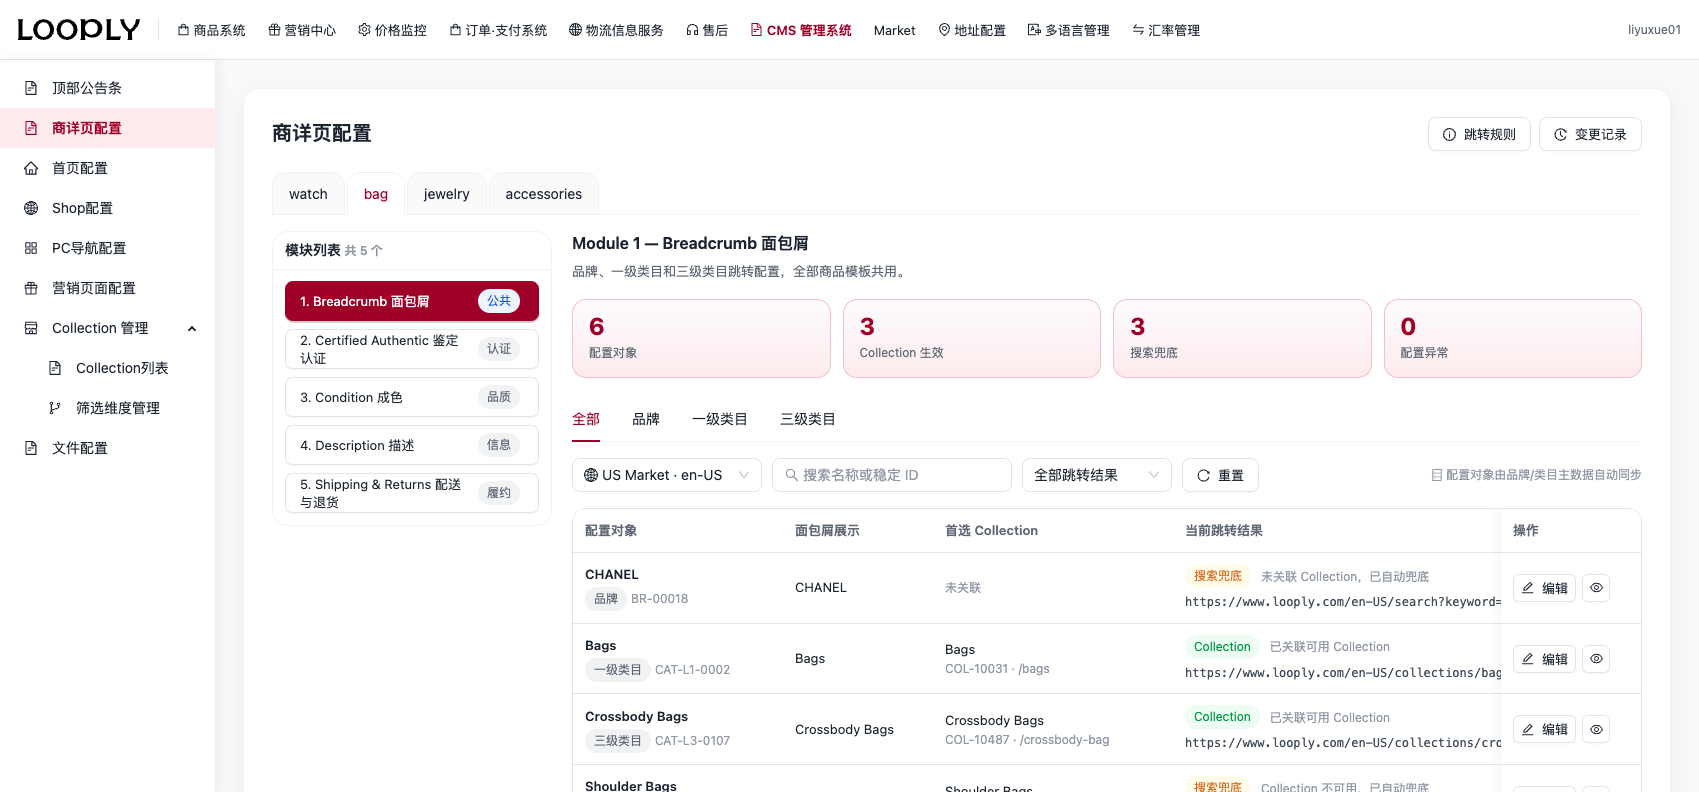 LOOPLY
商品系统
营销中心
价格监控
订单·支付系统
物流信息服务
售后
CMS 管理系统
Market
地址配置
多语言管理
汇率管理
liyuxue01
顶部公告条
商详页配置
首页配置
Shop配置
PC导航配置
营销页面配置
Collection 管理
Collection列表
筛选维度管理
文件配置
商详页配置
跳转规则
变更记录
watch
bag
jewelry
accessories
模块列表 共 5 个
1. Breadcrumb 面包屑
公共
2. Certified Authentic 鉴定
认证
认证
3. Condition 成色
品质
4. Description 描述
信息
5. Shipping & Returns 配送
与退货
履约
Module 1 — Breadcrumb 面包屑
品牌、一级类目和三级类目跳转配置，全部商品模板共用。
6
配置对象
3
Collection 生效
3
搜索兜底
0
配置异常
全部
品牌
一级类目
三级类目
US Market · en-US
搜索名称或稳定 ID
全部跳转结果
重置
配置对象由品牌/类目主数据自动同步
配置对象
面包屑展示
首选 Collection
当前跳转结果
操作
CHANEL
品牌 BR-00018
CHANEL
未关联
搜索兜底 未关联 Collection，已自动兜底
https://www.looply.com/en-US/search?keyword=
编辑
Bags
一级类目 CAT-L1-0002
Bags
Bags
COL-10031 · /bags
Collection 已关联可用 Collection
https://www.looply.com/en-US/collections/bag
编辑
Crossbody Bags
三级类目 CAT-L3-0107
Crossbody Bags
Crossbody Bags
COL-10487 · /crossbody-bag
Collection 已关联可用 Collection
https://www.looply.com/en-US/collections/cro
编辑
Shoulder Bags
Shoulder Bags
搜索兜底 Collection 不可用，已自动兜底